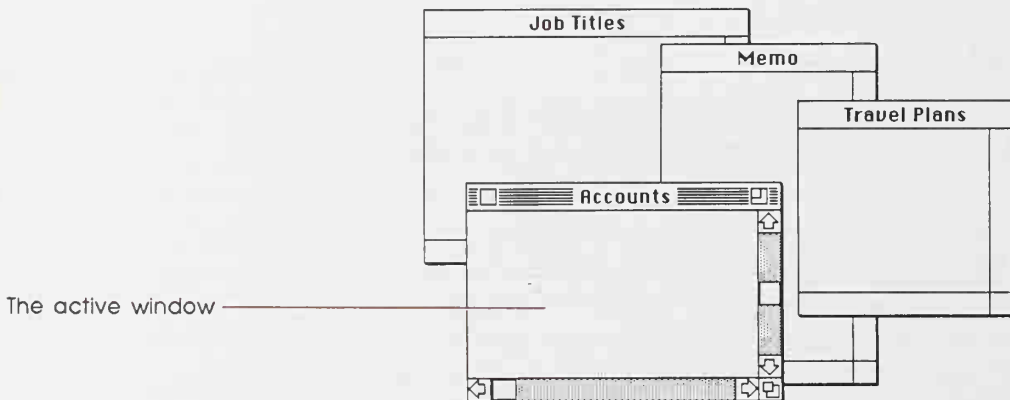 Job Titles
Memo
Travel Plans
Accounts
The active window